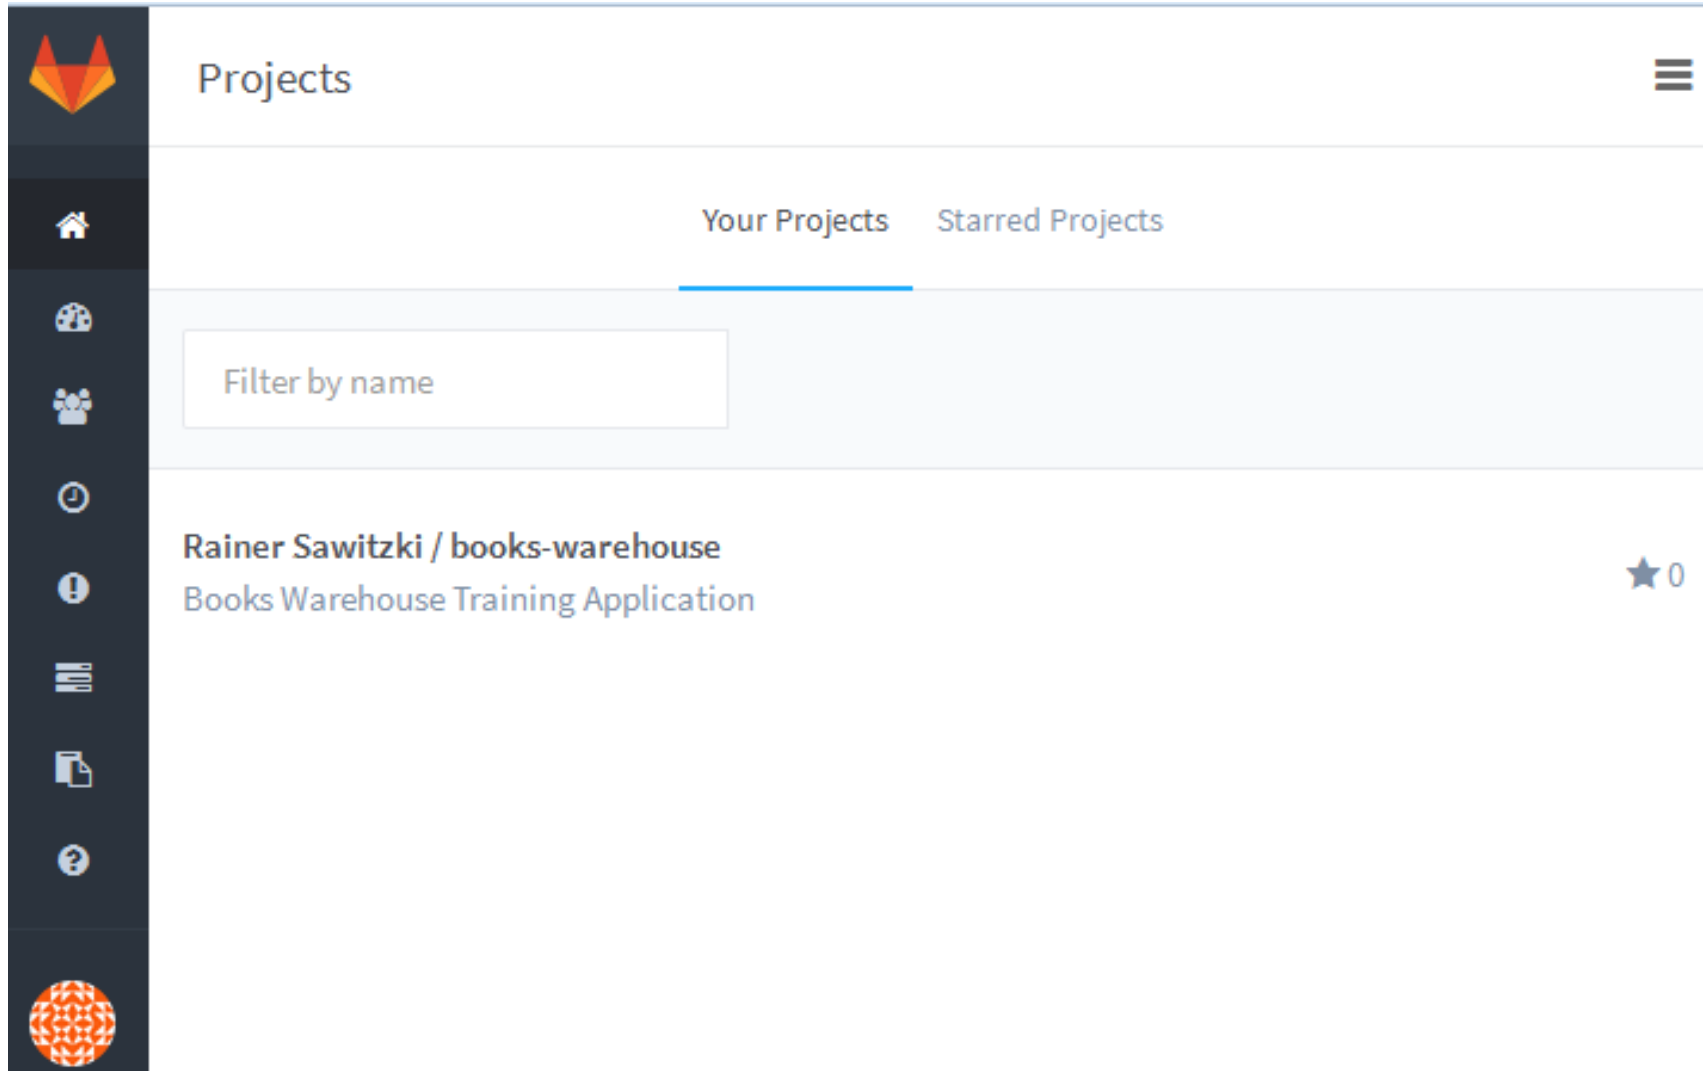 Projects
Your Projects Starred Projects
Filter by name
Rainer Sawitzki / books-warehouse
Books Warehouse Training Application
0